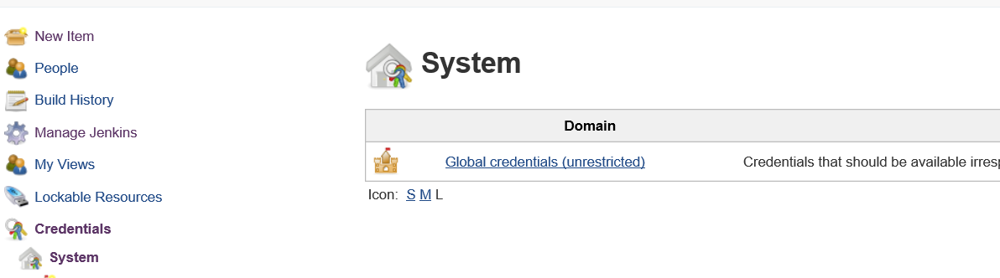 New Item
People
Build History
Manage Jenkins
My Views
Lockable Resources
Credentials
System
System
Domain
Global credentials (unrestricted) Credentials that should be available
Icon: S M L